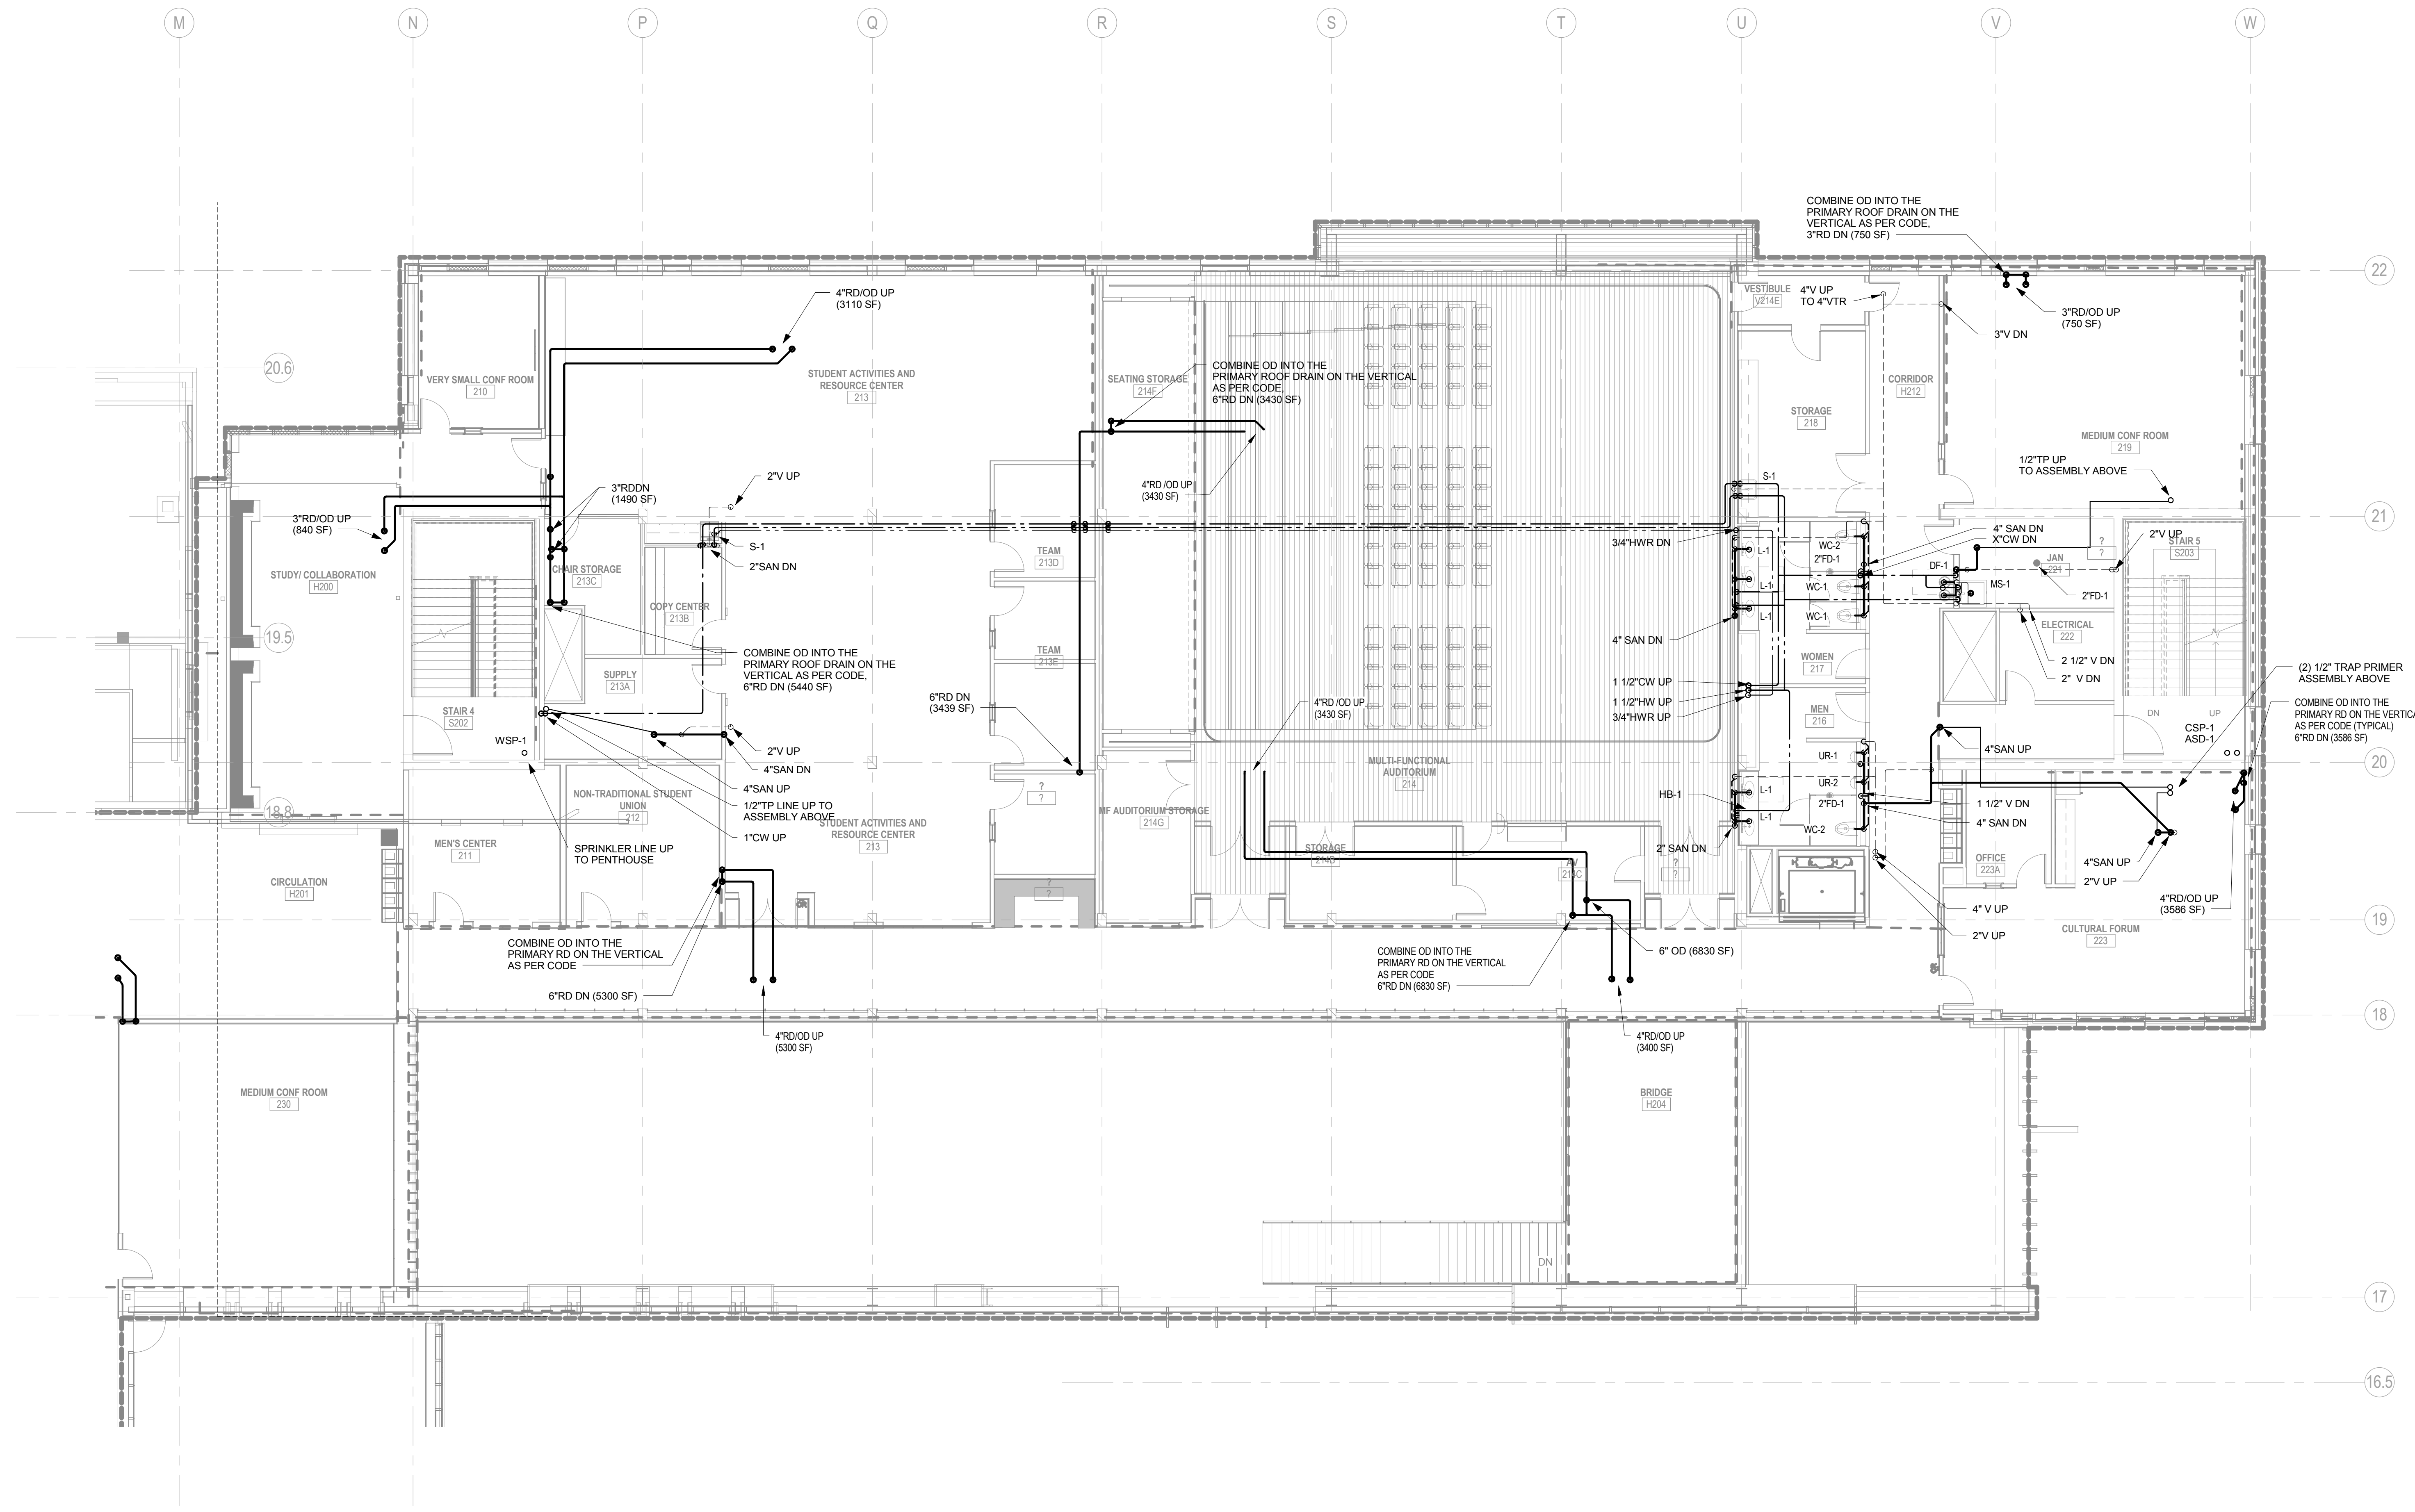 M
N
P
Q
R
S
T
U
V
W
COMBINE OD INTO THE
PRIMARY ROOF DRAIN ON THE
VERTICAL AS PER CODE,
3"RD DN (750 SF)
22
4"RD/OD UP
(3110 SF)
VESTIBULE
V214E
4"V UP
TO 4"VTR
3"RD/OD UP
(750 SF)
3"V DN
20.6
VERY SMALL CONF ROOM
210
STUDENT ACTIVITIES AND
RESOURCE CENTER
213
SEATING STORAGE
214F
COMBINE OD INTO THE
PRIMARY ROOF DRAIN ON THE VERTICAL
AS PER CODE,
6"RD DN (3430 SF)
CORRIDOR
H212
STORAGE
218
MEDIUM CONF ROOM
219
1/2"TP UP
TO ASSEMBLY ABOVE
2"V UP
S-1
3"RDDN
(1490 SF)
4"RD /OD UP
(3430 SF)
3"RD/OD UP
(840 SF)
21
4" SAN DN
X"CW DN
2"V UP
STAIR 5
S203
?
?
3/4"HWR DN
L-1
WC-2
2"FD-1
S-1
2"SAN DN
TEAM
213D
JAN
221
DF-1
MS-1
2"FD-1
STUDY/ COLLABORATION
H200
CHAIR STORAGE
213C
L-1
WC-1
COPY CENTER
213B
L-1
WC-1
ELECTRICAL
222
19.5
4" SAN DN
COMBINE OD INTO THE
PRIMARY ROOF DRAIN ON THE
VERTICAL AS PER CODE,
6"RD DN (5440 SF)
TEAM
213E
WOMEN
217
2 1/2" V DN
2" V DN
(2) 1/2" TRAP PRIMER
ASSEMBLY ABOVE
SUPPLY
213A
1 1/2"CW UP
1 1/2"HW UP
3/4"HWR UP
6"RD DN
(3439 SF)
4"RD /OD UP
(3430 SF)
COMBINE OD INTO THE
PRIMARY RD ON THE VERTICA
AS PER CODE (TYPICAL)
6"RD DN (3586 SF)
STAIR 4
S202
MEN
216
DN
UP
CSP-1
ASD-1
WSP-1
2"V UP
4"SAN DN
4"SAN UP
1/2"TP LINE UP TO
ASSEMBLY ABOVE
1"CW UP
4"SAN UP
UR-1
UR-2
20
MULTI-FUNCTIONAL
AUDITORIUM
214
NON-TRADITIONAL STUDENT
UNION
212
?
?
HB-1
L-1
2"FD-1
1 1/2" V DN
4" SAN DN
18.8
MF AUDITORIUM STORAGE
214G
L-1
WC-2
STUDENT ACTIVITIES AND
RESOURCE CENTER
213
MEN'S CENTER
211
SPRINKLER LINE UP
TO PENTHOUSE
2" SAN DN
STORAGE
214B
AV
213C
?
?
OFFICE
223A
4"SAN UP
2"V UP
CIRCULATION
H201
?
?
4"RD/OD UP
(3586 SF)
4" V UP
2"V UP
19
CULTURAL FORUM
223
COMBINE OD INTO THE
PRIMARY RD ON THE VERTICAL
AS PER CODE
6"RD DN (5300 SF)
COMBINE OD INTO THE
PRIMARY RD ON THE VERTICAL
AS PER CODE
6"RD DN (6830 SF)
6" OD (6830 SF)
18
4"RD/OD UP
(5300 SF)
4"RD/OD UP
(3400 SF)
MEDIUM CONF ROOM
230
BRIDGE
H204
DN
17
16.5